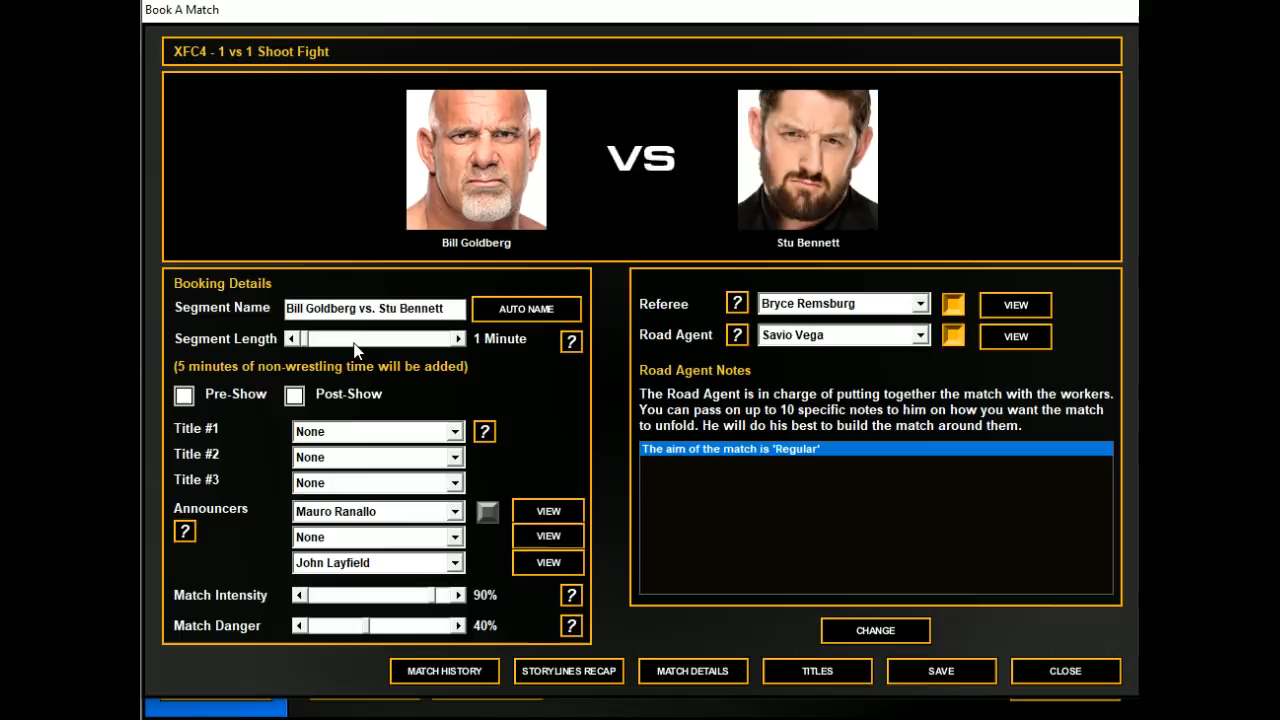 Book A Match
XFC4 - 1 vs 1 Shoot Fight
VS
Bill Goldberg
Stu Bennett
Booking Details
Segment Name
Bill Goldberg vs. Stu Bennett
AUTO NAME
Segment Length
1 Minute
?
(5 minutes of non-wrestling time will be added)
Pre-Show
Post-Show
Title #1
None
?
Title #2
None
Title #3
None
Announcers
?
Mauro Ranallo
VIEW
None
VIEW
John Layfield
VIEW
Match Intensity
90%
?
Match Danger
40%
?
Referee
?
Bryce Remsburg
VIEW
Road Agent
?
Savio Vega
VIEW
Road Agent Notes
The Road Agent is in charge of putting together the match with the workers.
You can pass on up to 10 specific notes to him on how you want the match
to unfold. He will do his best to build the match around them.
The aim of the match is 'Regular'
CHANGE
MATCH HISTORY
STORYLINES RECAP
MATCH DETAILS
TITLES
SAVE
CLOSE